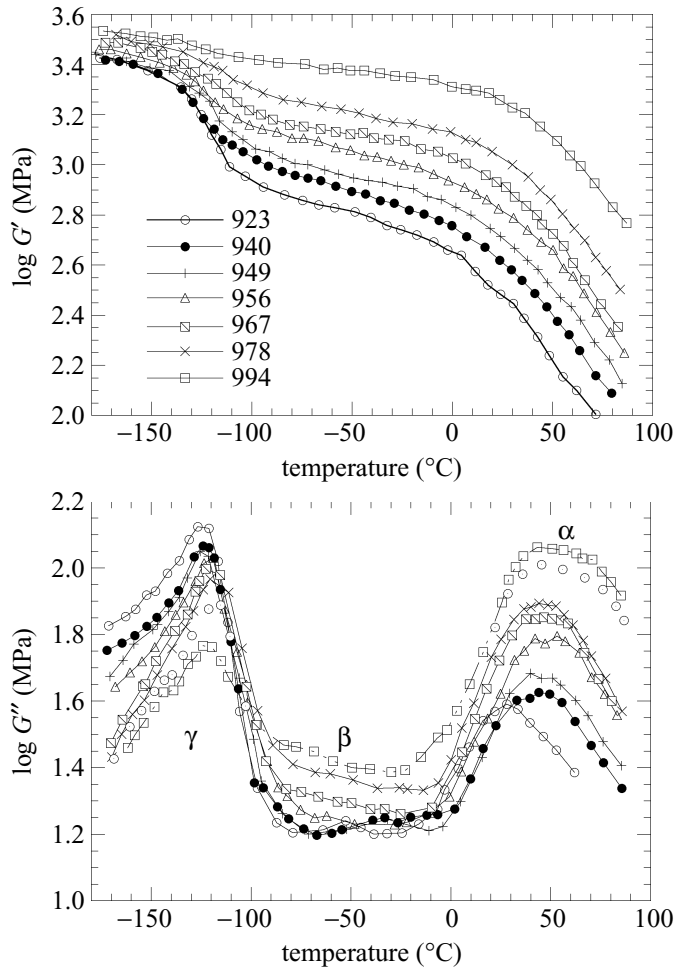 3.6
3.4
3.2
3.0
2.8
2.6
2.4
2.2
2.0
log G′ (MPa)
923
940
949
956
967
978
994
−150 −100 −50 0 50 100
temperature (°C)
2.2
2.0
1.8
1.6
1.4
1.2
1.0
log G″ (MPa)
α
γ
β
−150 −100 −50 0 50 100
temperature (°C)